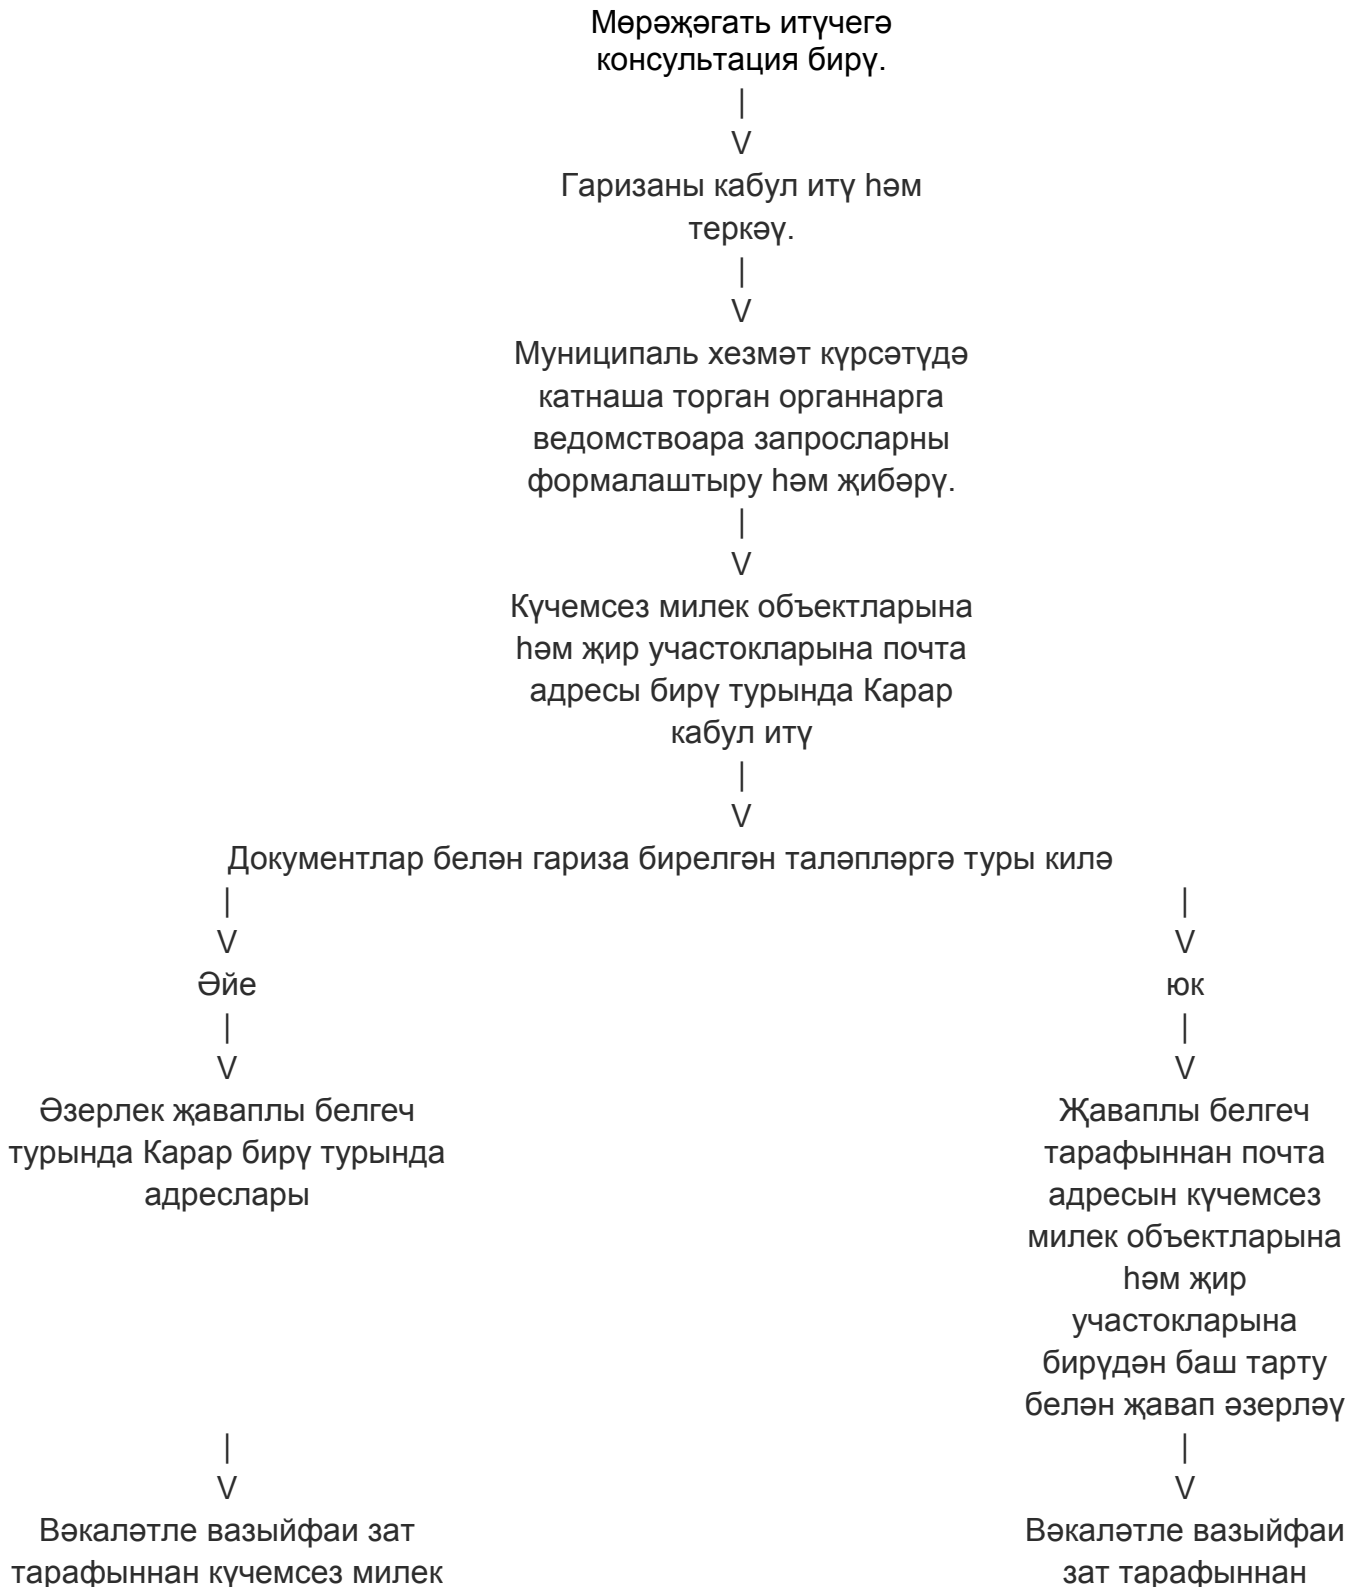 Мөрәҗәгать итүчегә
консультация бирү.
|
V
Гаризаны кабул итү һәм
теркәү.
|
V
Муниципаль хезмәт күрсәтүдә
катнаша торган органнарга
ведомствоара запросларны
формалаштыру һәм җибәрү.
|
V
Күчемсез милек объектларына
һәм җир участокларына почта
адресы бирү турында Карар
кабул итү
|
V
Документлар белән гариза бирелгән таләпләргә туры килә
|
V
Әйе
|
V
Әзерлек җаваплы белгеч
турында Карар бирү турында
адреслары
|
V
Вәкаләтле вазыйфаи зат
тарафыннан күчемсез милек
|
V
юк
|
V
Җаваплы белгеч
тарафыннан почта
адресын күчемсез
милек объектларына
һәм җир
участокларына
бирүдән баш тарту
белән җавап әзерләү
|
V
Вәкаләтле вазыйфаи
зат тарафыннан